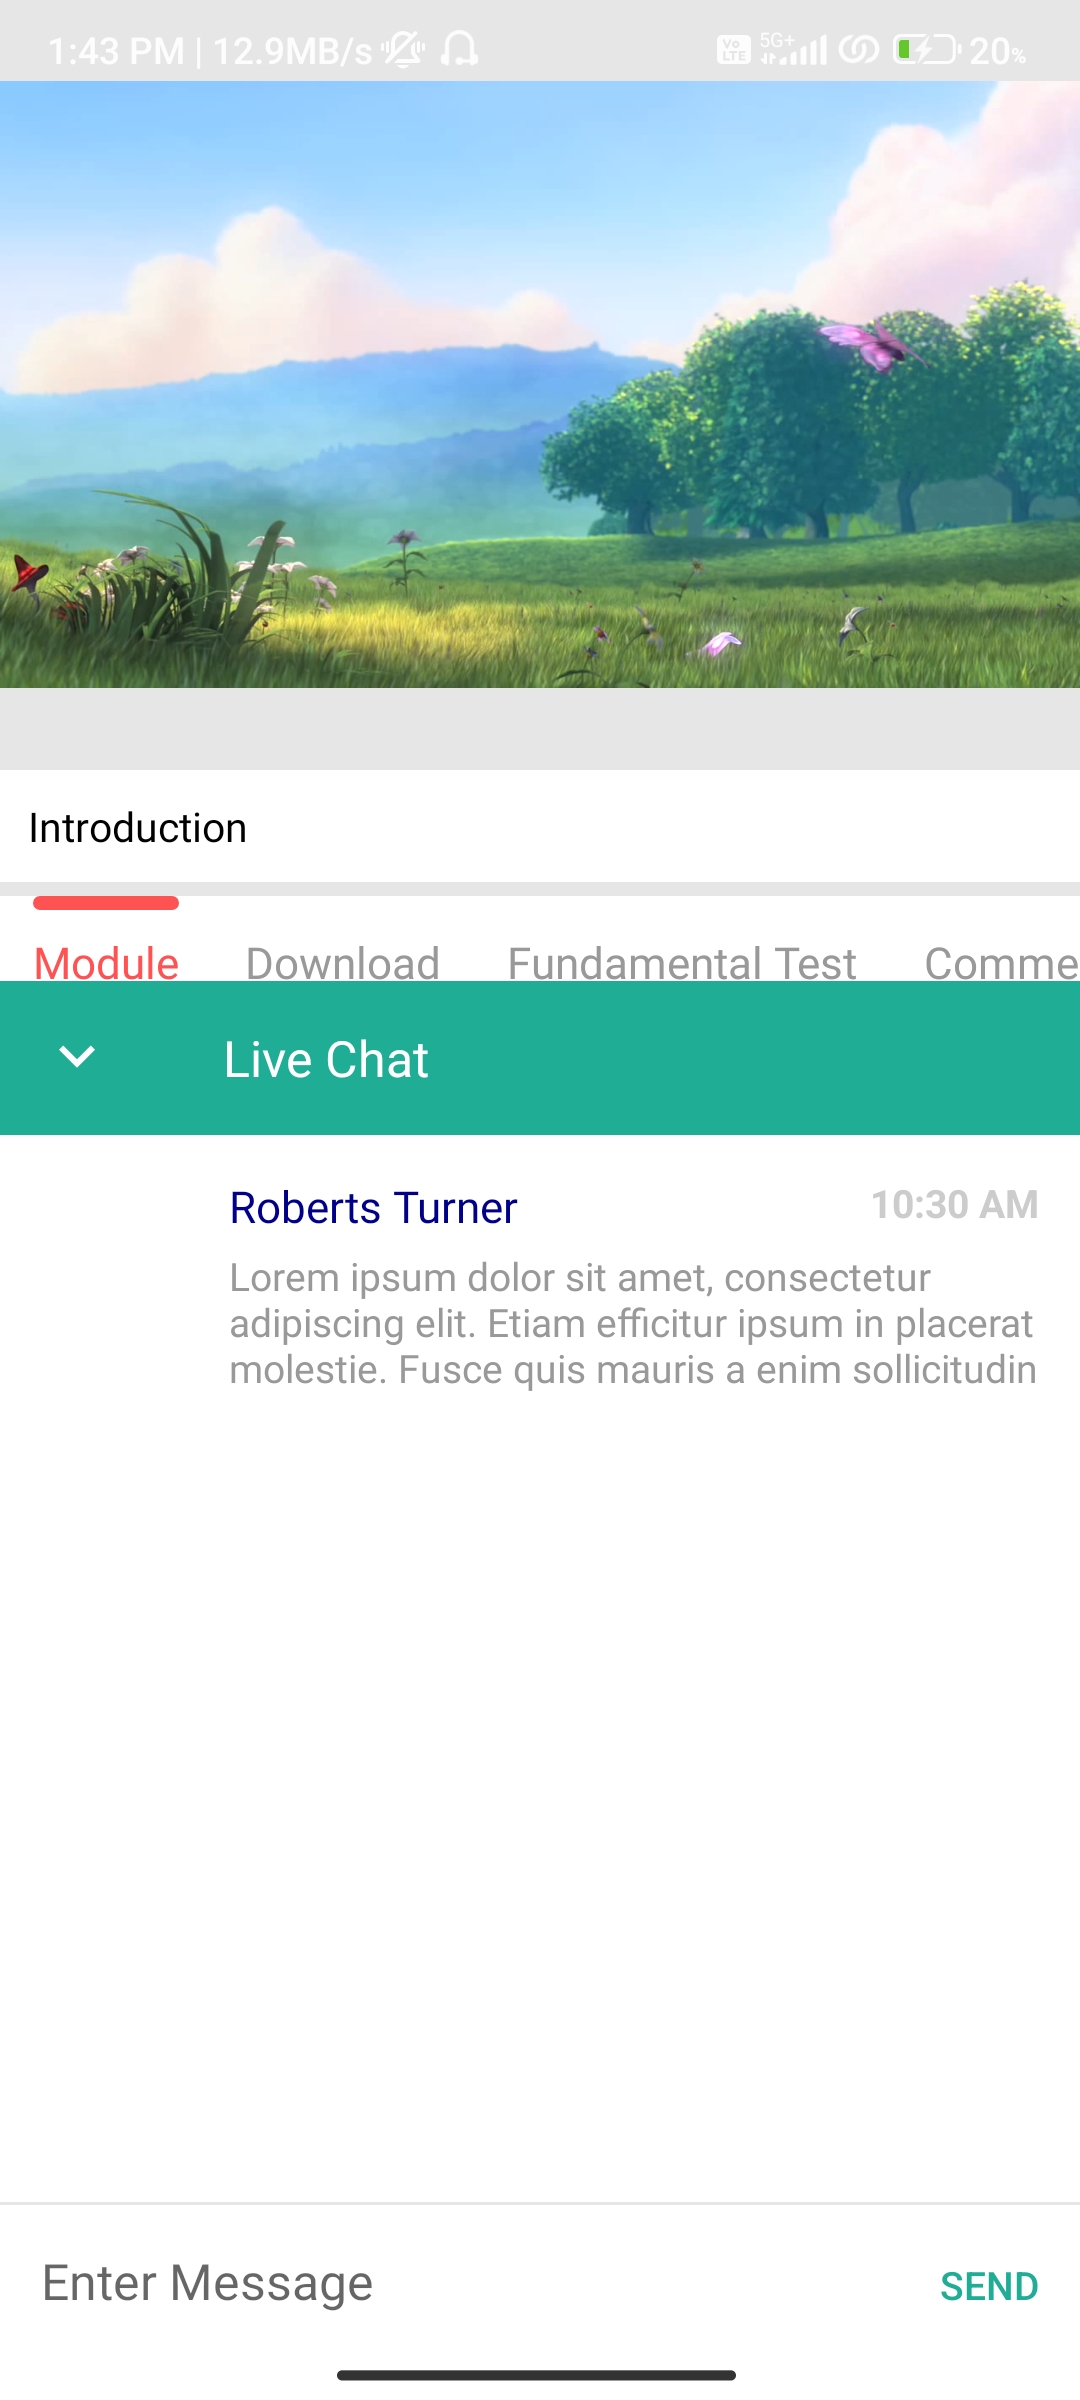 1:43 PM | 12.9MB/s Vo LTE 5G+ 20%
Introduction
Module Download Fundamental Test Comme
Live Chat
Roberts Turner 10:30 AM
Lorem ipsum dolor sit amet, consectetur
adipiscing elit. Etiam efficitur ipsum in placerat
molestie. Fusce quis mauris a enim sollicitudin
Enter Message SEND